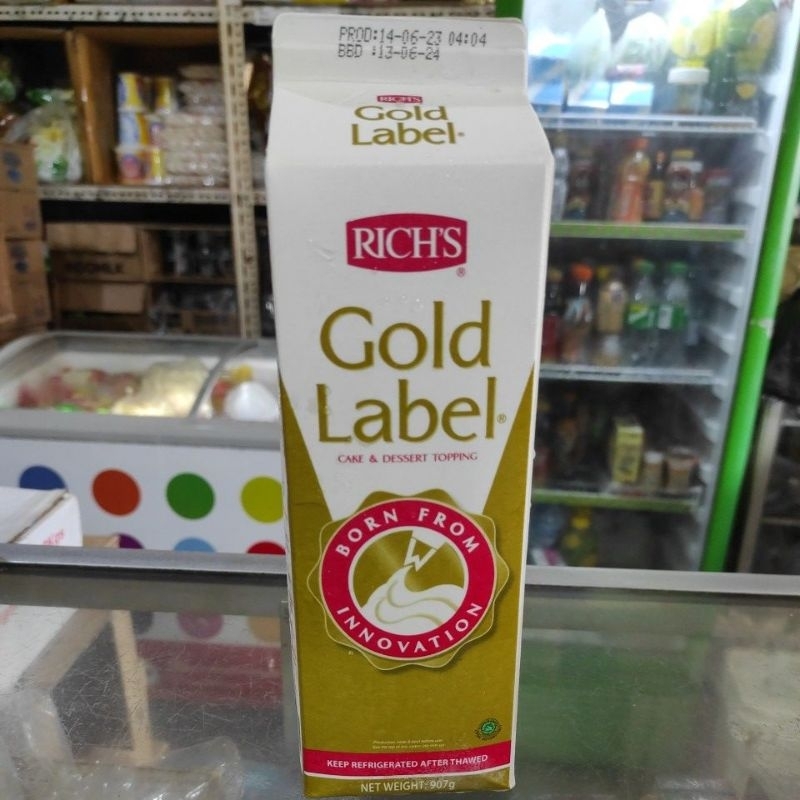 PROD:14-06-23 04:04
BBD :13-06-24
RICH'S
Gold
Label®
RICH'S®
Gold
Label®
CAKE & DESSERT TOPPING
BORN FROM
INNOVATION
KEEP REFRIGERATED AFTER THAWED
NET WEIGHT: 907g